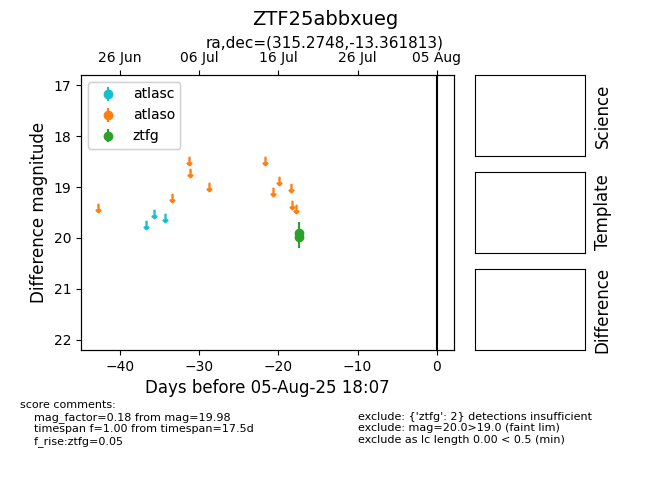 ZTF25abbxueg
ra,dec=(315.2748,-13.361813)
26 Jun 06 Jul 16 Jul 26 Jul 05 Aug
atlasc
atlaso
ztfg
17
18
19
20
21
22
Difference magnitude
−40 −30 −20 −10 0
Days before 05-Aug-25 18:07
Science
Template
Difference
score comments:
mag_factor=0.18 from mag=19.98
timespan f=1.00 from timespan=17.5d
f_rise:ztfg=0.05
exclude: {'ztfg': 2} detections insufficient
exclude: mag=20.0>19.0 (faint lim)
exclude as lc length 0.00 < 0.5 (min)